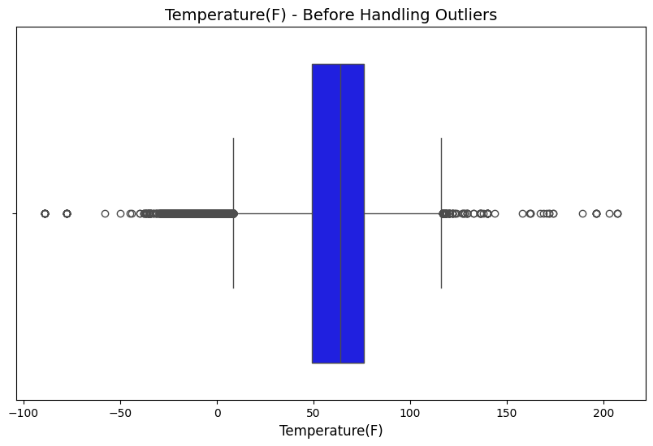 Temperature(F) - Before Handling Outliers
−100 −50 0 50 100 150 200
Temperature(F)